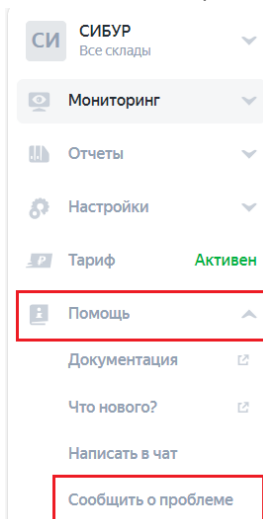 СИ
СИБУР
Все склады
Мониторинг
Отчеты
Настройки
Тариф Активен
Помощь
Документация
Что нового?
Написать в чат
Сообщить о проблеме